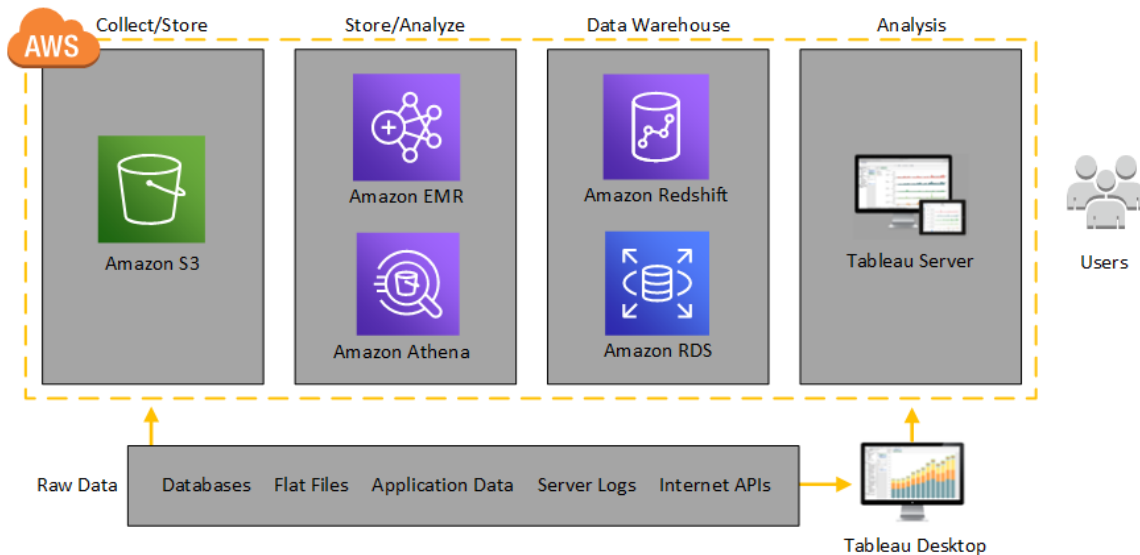 AWS
Collect/Store
Store/Analyze
Data Warehouse
Analysis
Amazon S3
Amazon EMR
Amazon Athena
Amazon Redshift
Amazon RDS
Tableau Server
Users
Raw Data
Databases
Flat Files
Application Data
Server Logs
Internet APIs
Tableau Desktop